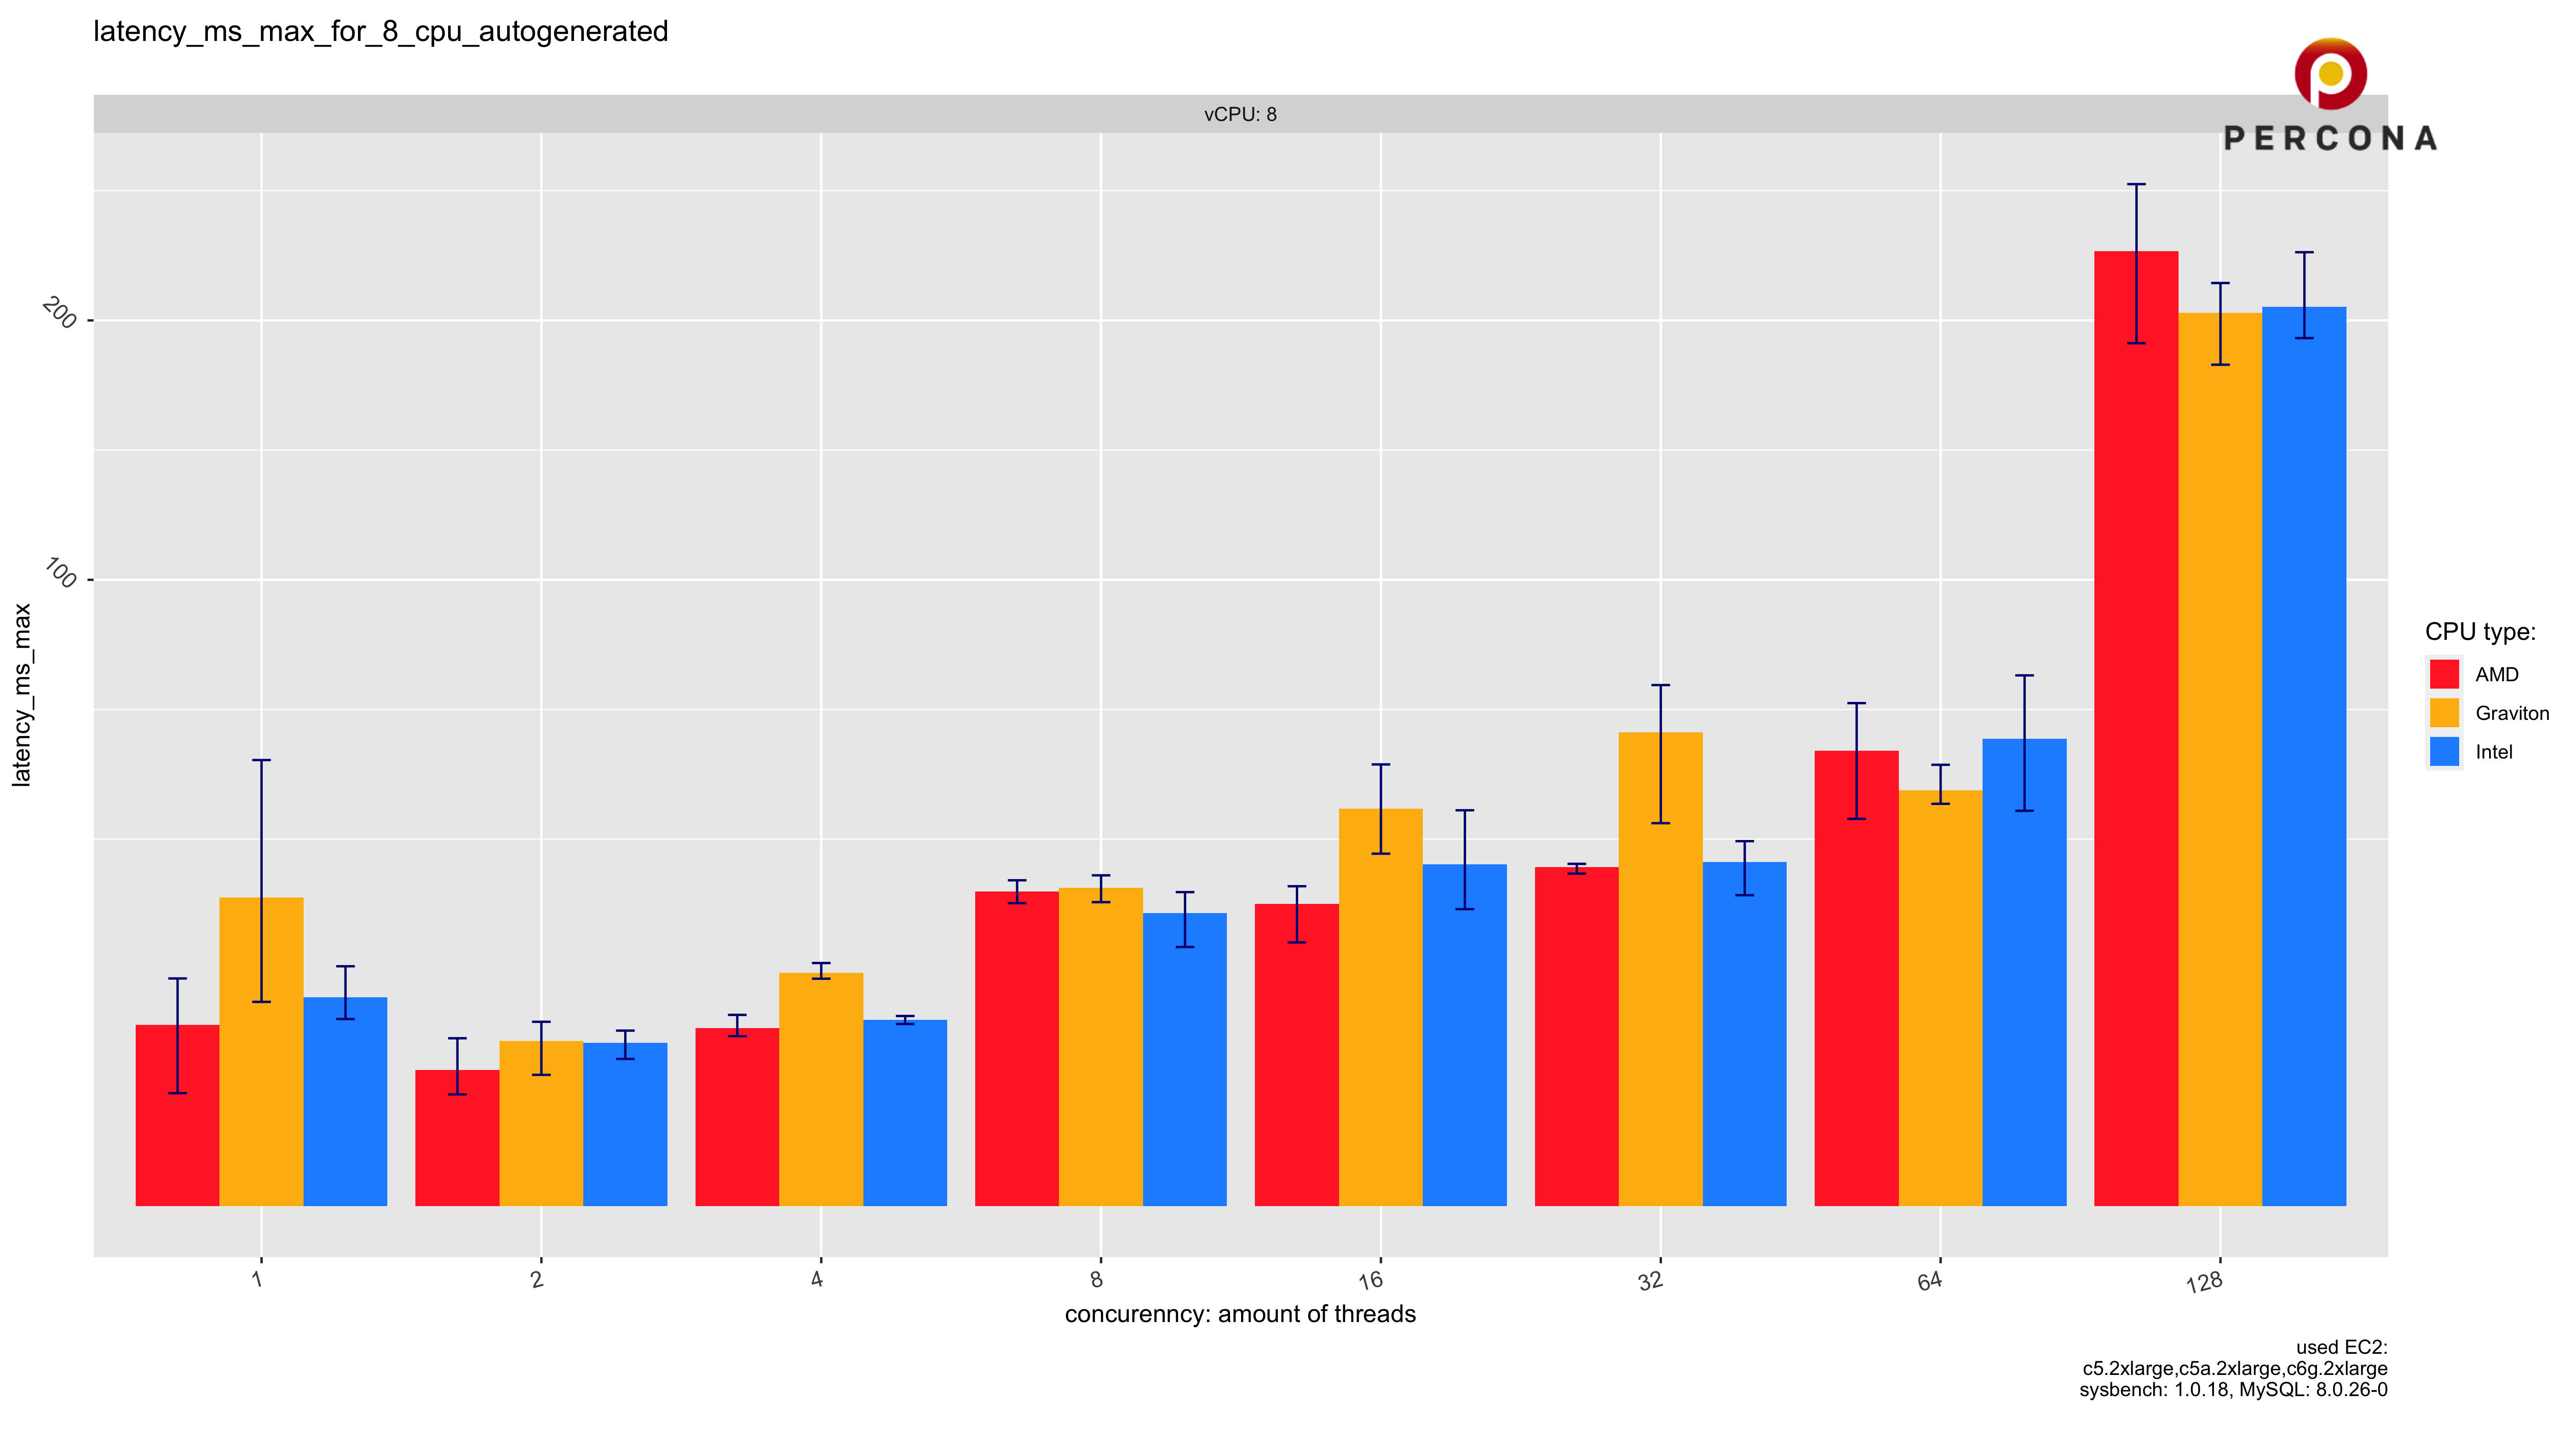 latency_ms_max_for_8_cpu_autogenerated
PERCONA
vCPU: 8
200
100
latency_ms_max
CPU type:
AMD
Graviton
Intel
1
2
4
8
16
32
64
128
concurenncy: amount of threads
used EC2:
c5.2xlarge,c5a.2xlarge,c6g.2xlarge
sysbench: 1.0.18, MySQL: 8.0.26-0